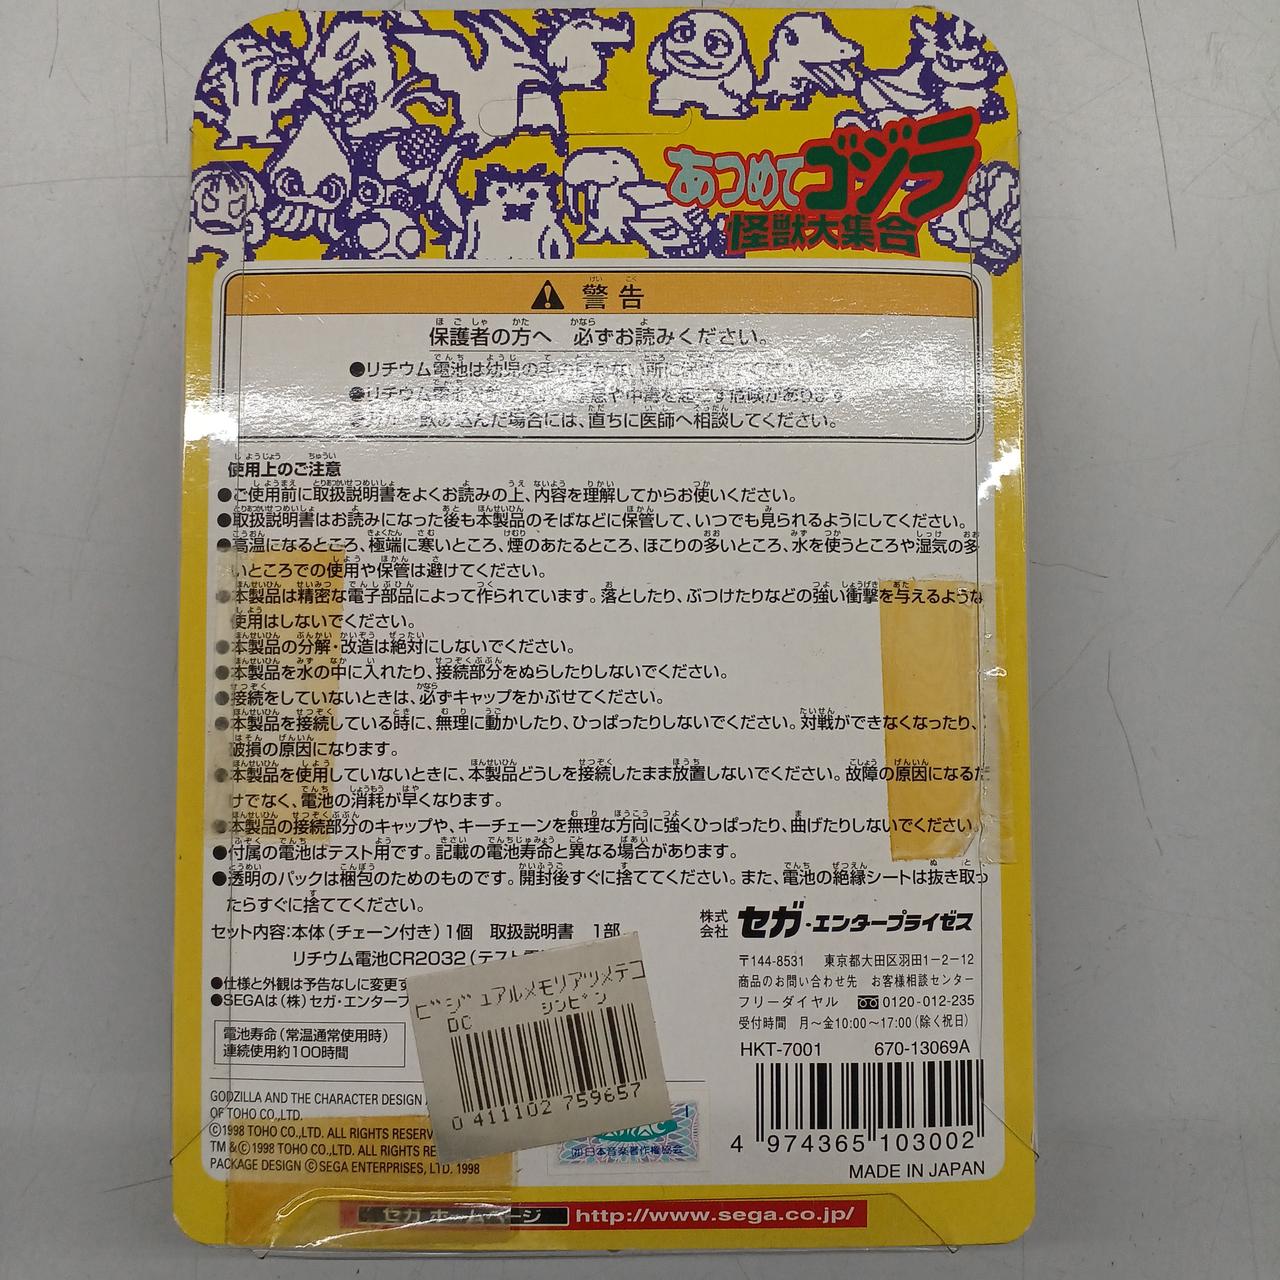 あつめてゴジラ
怪獣大集合
警告
保護者の方へ 必ずお読みください。
●リチウム電池は幼児の手の届かない所に保管してください。
●リチウム電池を飲み込むと窒息や中毒を起こす危険があります
●万が一飲み込んだ場合には、直ちに医師へ相談してください。
使用上のご注意
●ご使用前に取扱説明書をよくお読みの上、内容を理解してからお使いください。
●取扱説明書はお読みになった後も本製品のそばなどに保管して、いつでも見られるようにしてください。
●高温になるところ、極端に寒いところ、煙のあたるところ、ほこりの多いところ、水を使うところや湿気の多
いところでの使用や保管は避けてください。
●本製品は精密な電子部品によって作られています。落としたり、ぶつけたりなどの強い衝撃を与えるような
使用はしないでください。
●本製品の分解・改造は絶対にしないでください。
●本製品を水の中に入れたり、接続部分をぬらしたりしないでください。
●接続をしていないときは、必ずキャップをかぶせてください。
●本製品を接続している時に、無理に動かしたり、ひっぱったりしないでください。対戦ができなくなったり、
破損の原因になります。
●本製品を使用していないときに、本製品どうしを接続したまま放置しないでください。故障の原因になるだ
けでなく、電池の消耗が早くなります。
●本製品の接続部分のキャップや、キーチェーンを無理な方向に強くひっぱったり、曲げたりしないでください。
●付属の電池はテスト用です。記載の電池寿命と異なる場合があります。
●透明のパックは梱包のためのものです。開封後すぐに捨ててください。また、電池の絶縁シートは抜き取っ
たらすぐに捨ててください。
セット内容:本体(チェーン付き)1個 取扱説明書 1部
リチウム電池CR2032(テスト
●仕様と外観は予告なしに変更す
●SEGAは(株)セガ・エンター
電池寿命(常温通常使用時)
連続使用約100時間
ビジュアルメモリアツメテゴ
DC シンピン
0 411102 759657
株式会社 セガ・エンタープライゼス
〒144-8531 東京都大田区羽田1-2-12
商品のお問い合わせ先 お客様相談センター
フリーダイヤル 0120-012-235
受付時間 月〜金10:00〜17:00(除く祝日)
HKT-7001 670-13069A
4 974365 103002
MADE IN JAPAN
GODZILLA AND THE CHARACTER DESIGN
OF TOHO CO.,LTD.
©1998 TOHO CO.,LTD. ALL RIGHTS RESERV
TM & ©1998 TOHO CO.,LTD. ALL RIGHTS RE
PACKAGE DESIGN ©SEGA ENTERPRISES, LTD. 1998
セガ ホームページ http://www.sega.co.jp/